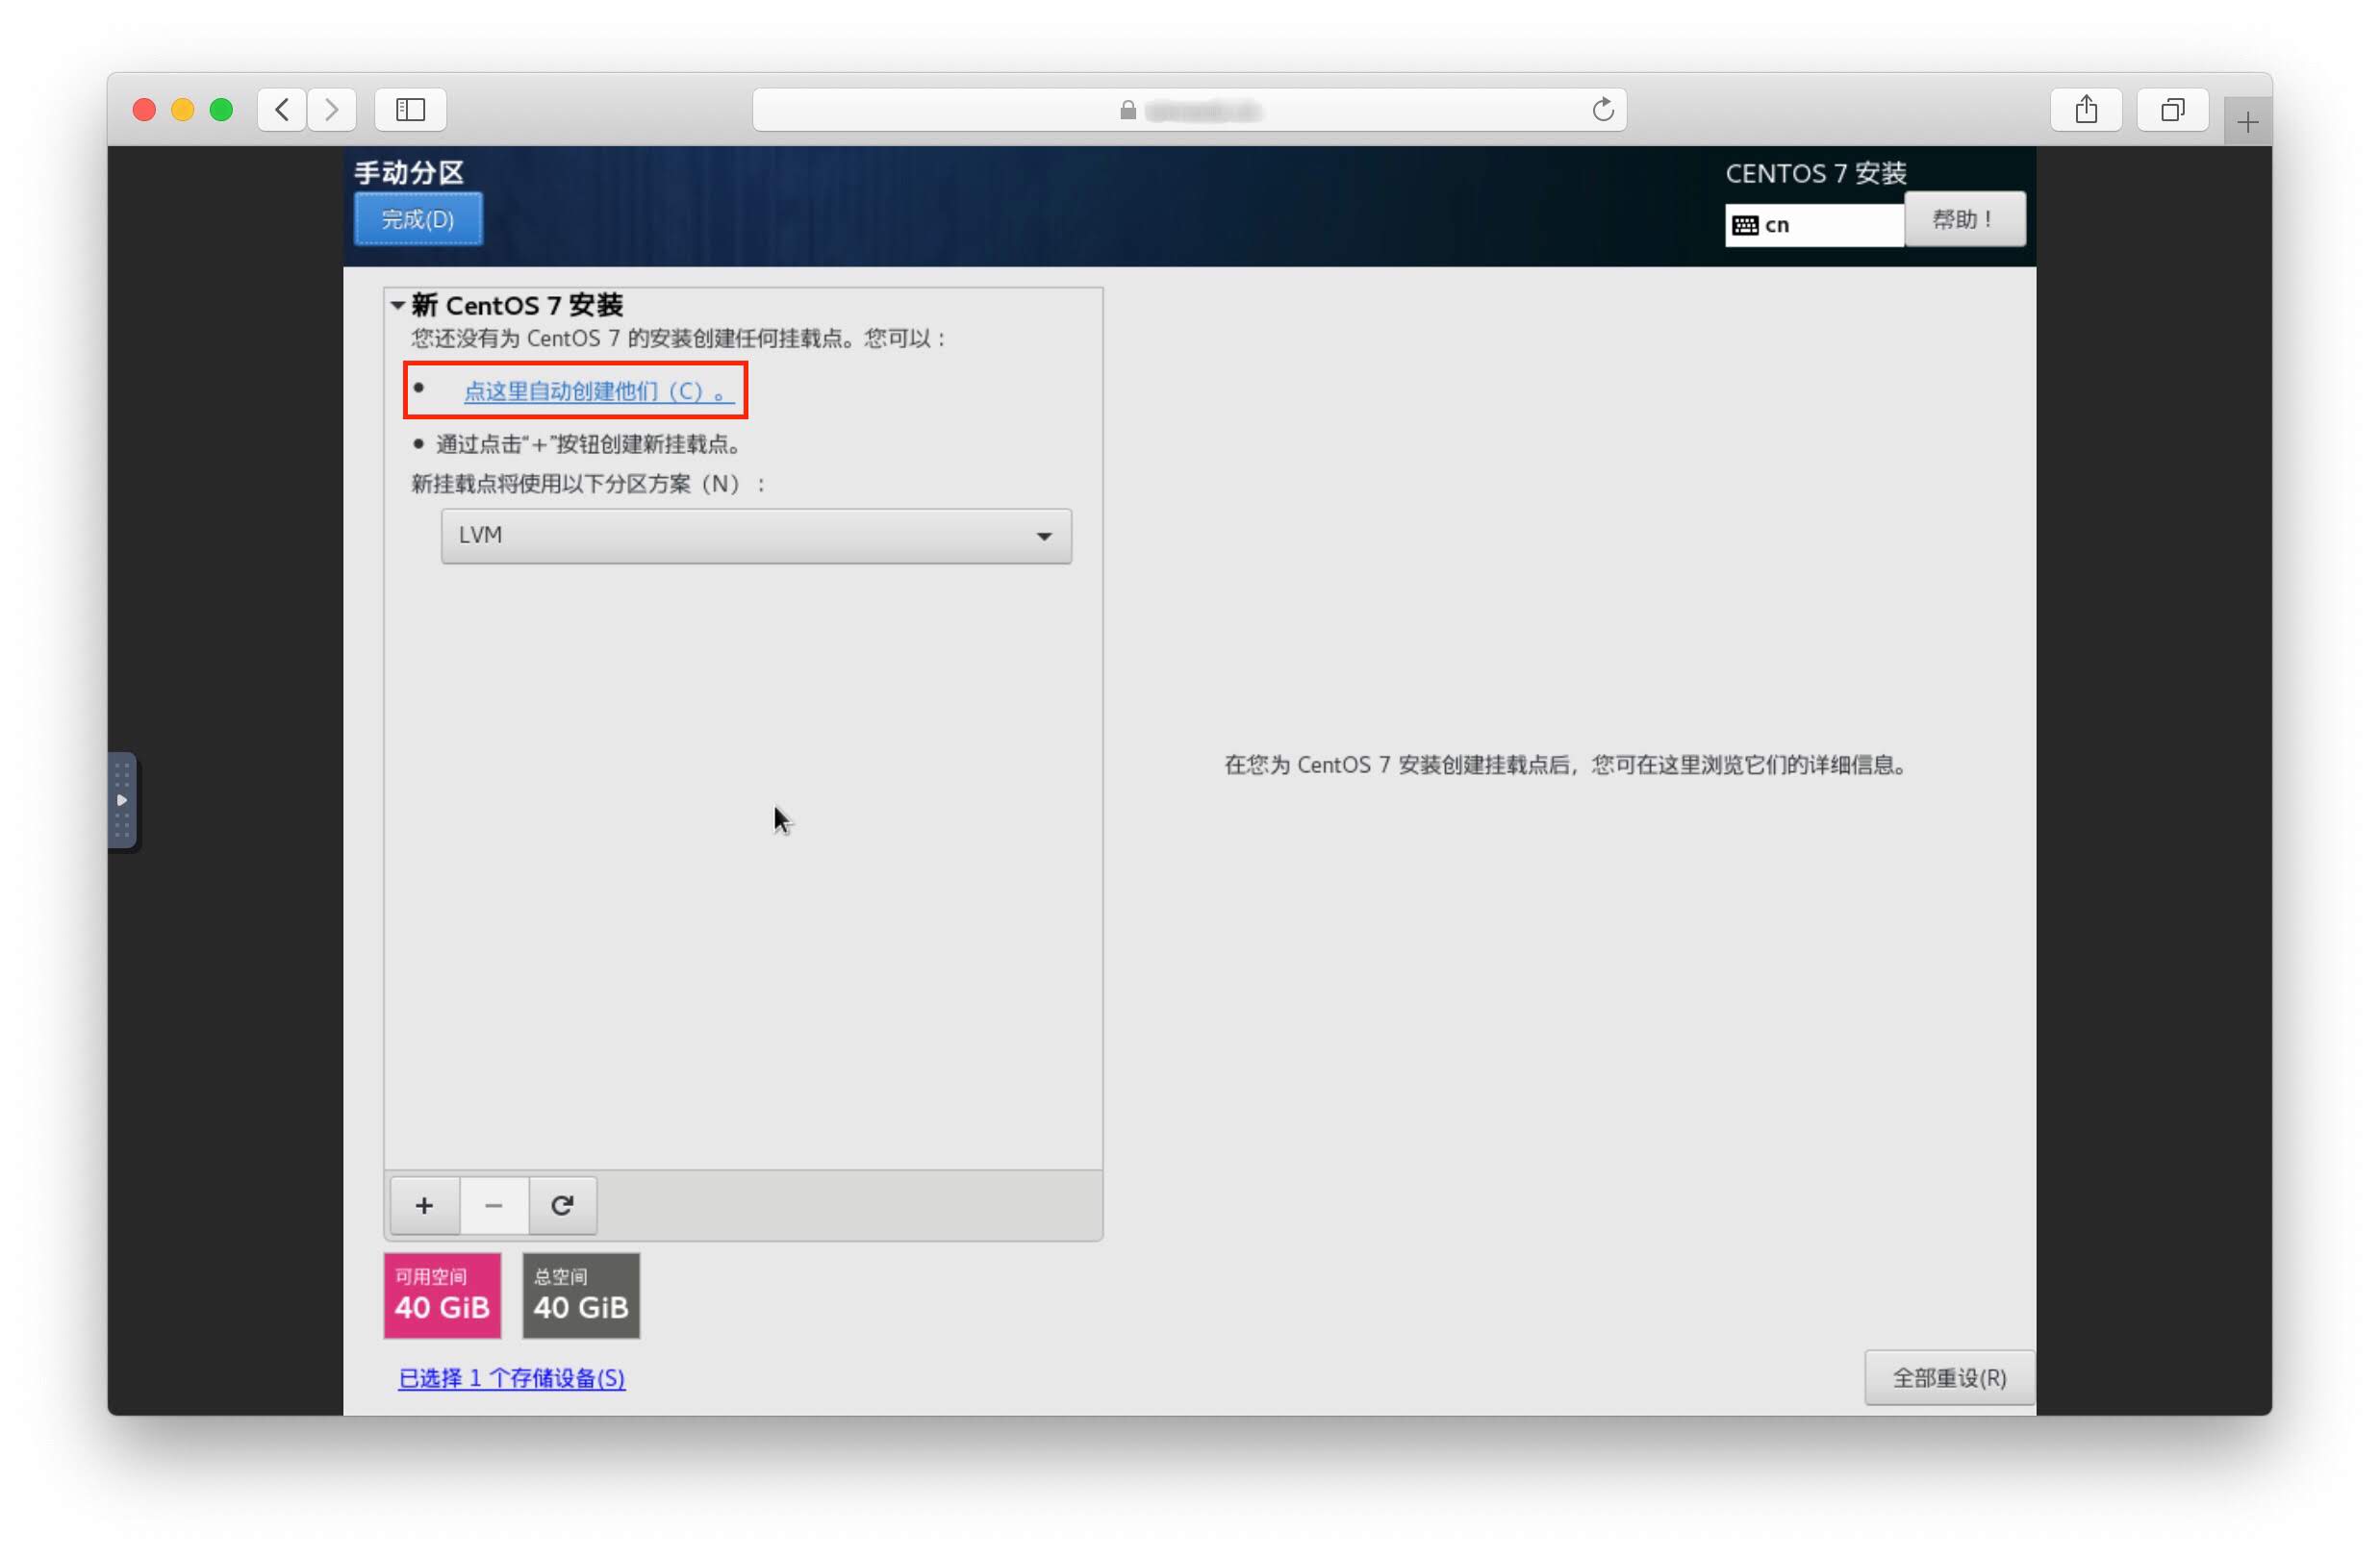 手动分区
完成(D)
CENTOS 7 安装
cn
帮助！
新 CentOS 7 安装
您还没有为 CentOS 7 的安装创建任何挂载点。您可以：
点这里自动创建他们（C）。
通过点击“+”按钮创建新挂载点。
新挂载点将使用以下分区方案（N）：
LVM
在您为 CentOS 7 安装创建挂载点后，您可在这里浏览它们的详细信息。
可用空间
40 GiB
总空间
40 GiB
已选择 1 个存储设备(S)
全部重设(R)